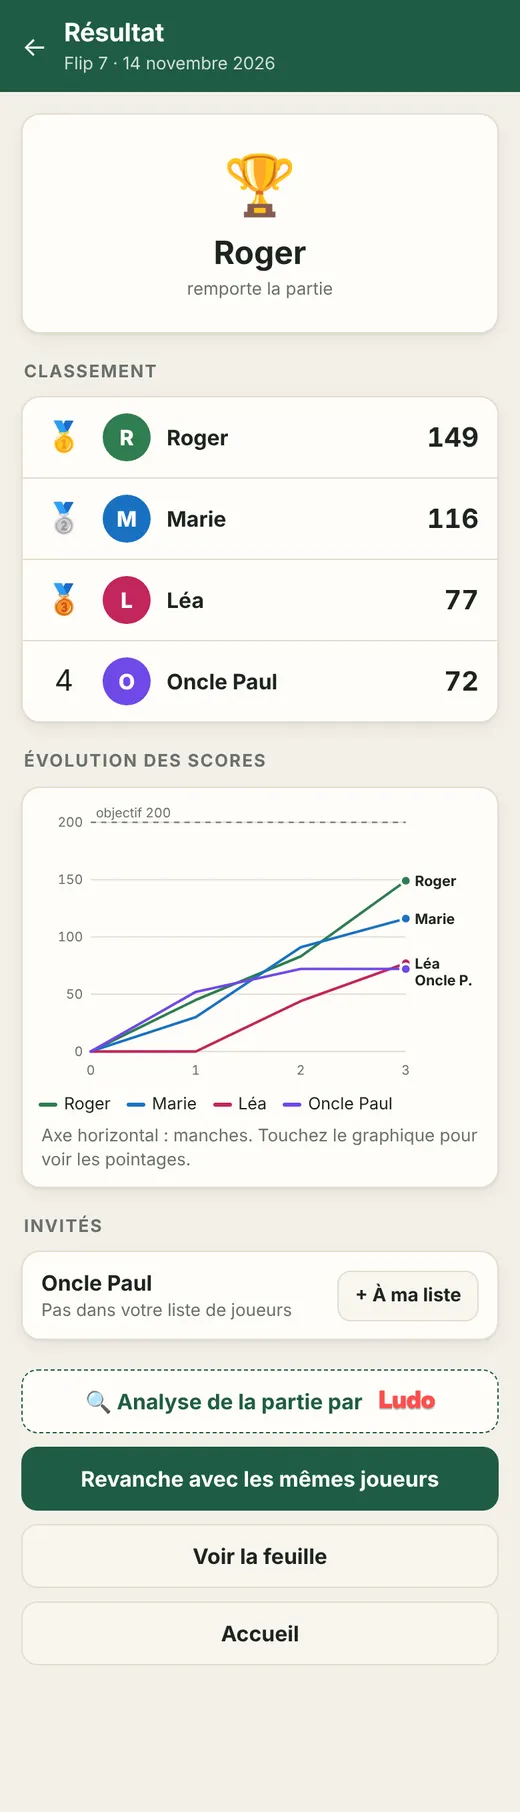 Résultat
Flip 7 · 14 novembre 2026
Roger
remporte la partie
CLASSEMENT
1 R Roger 149
2 M Marie 116
3 L Léa 77
4 O Oncle Paul 72
ÉVOLUTION DES SCORES
objectif 200
200
150
100
50
0
0 1 2 3
Roger
Marie
Léa
Oncle P.
Roger Marie Léa Oncle Paul
Axe horizontal : manches. Touchez le graphique pour
voir les pointages.
INVITÉS
Oncle Paul
Pas dans votre liste de joueurs
+ À ma liste
Analyse de la partie par Ludo
Revanche avec les mêmes joueurs
Voir la feuille
Accueil